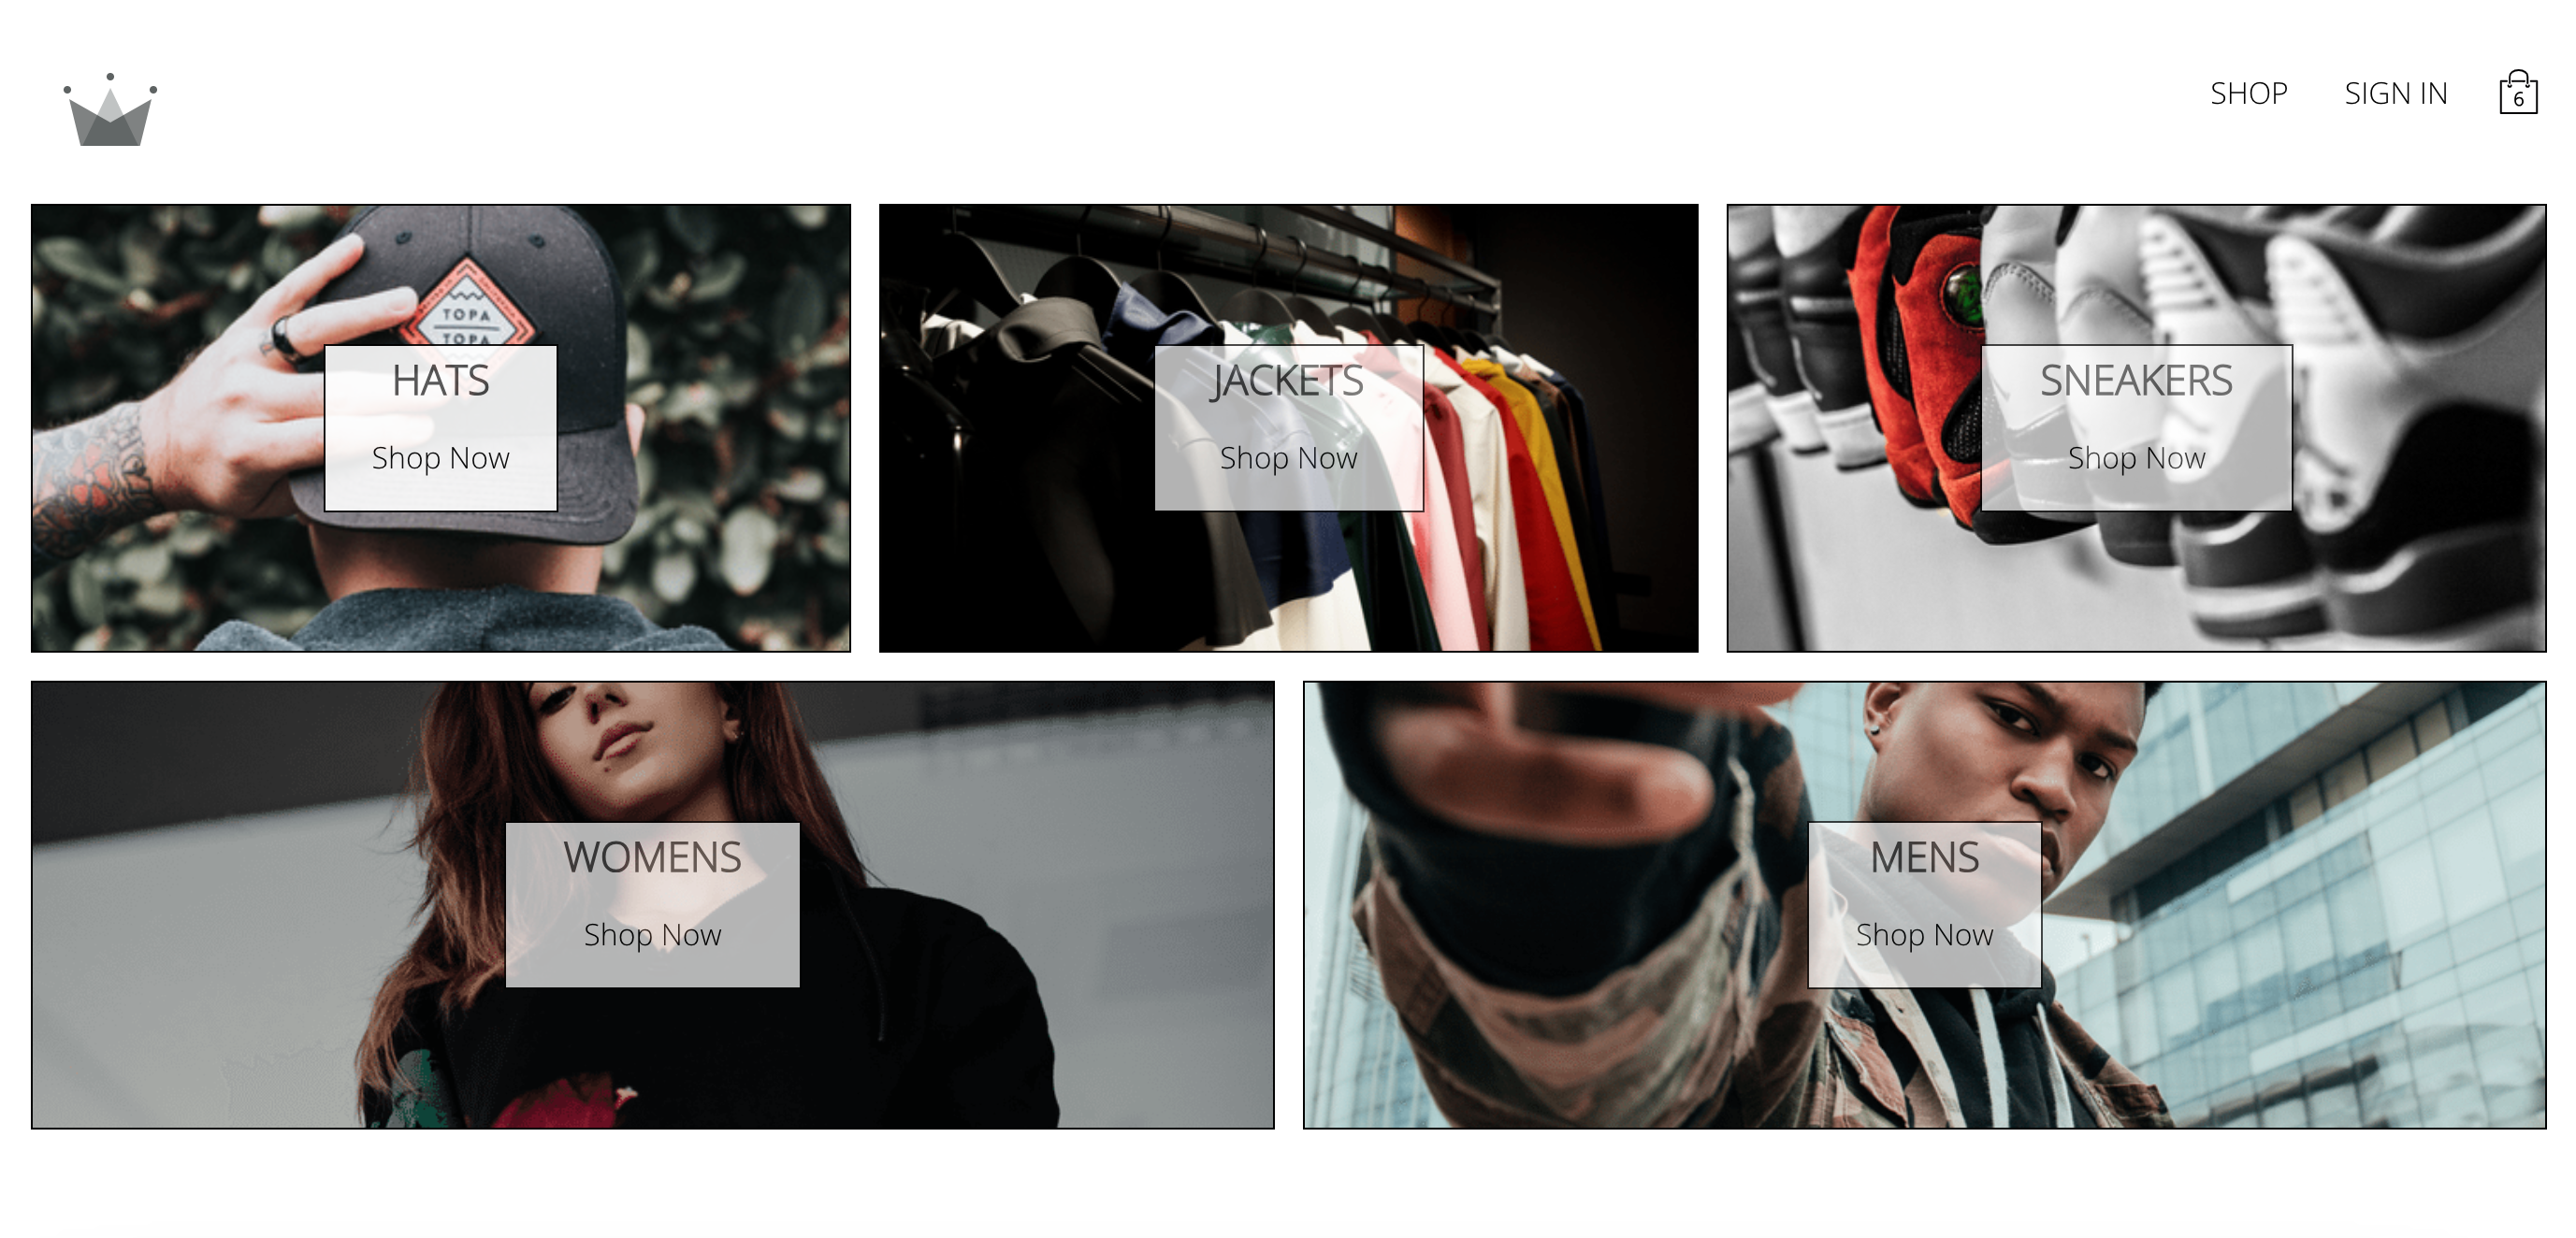 SHOP
SIGN IN
6
TOPA
TOPA
HATS
Shop Now
JACKETS
Shop Now
SNEAKERS
Shop Now
WOMENS
Shop Now
MENS
Shop Now